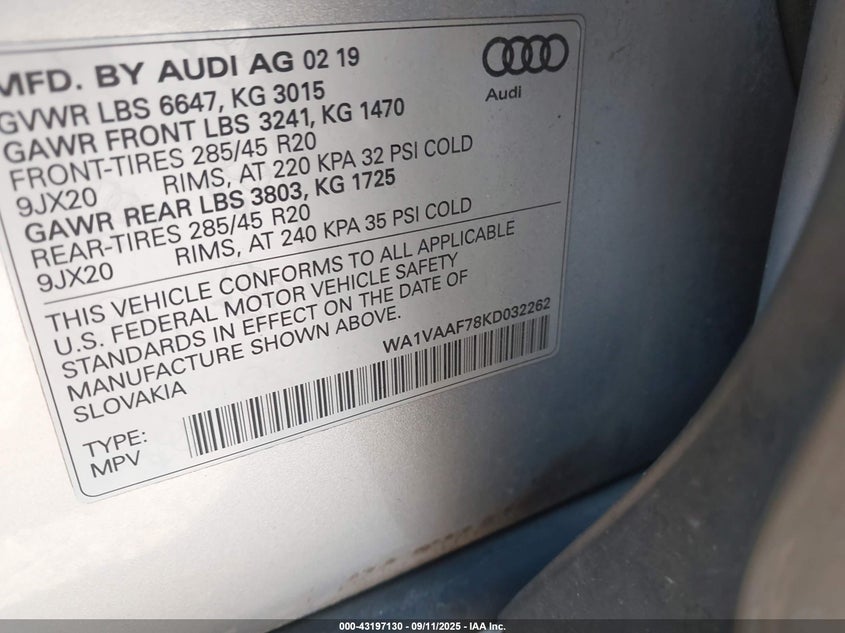 MFD. BY AUDI AG 02 19
GVWR LBS 6647, KG 3015
GAWR FRONT LBS 3241, KG 1470
FRONT-TIRES 285/45 R20
9JX20 RIMS, AT 220 KPA 32 PSI COLD
GAWR REAR LBS 3803, KG 1725
REAR-TIRES 285/45 R20
9JX20 RIMS, AT 240 KPA 35 PSI COLD
Audi
THIS VEHICLE CONFORMS TO ALL APPLICABLE
U.S. FEDERAL MOTOR VEHICLE SAFETY
STANDARDS IN EFFECT ON THE DATE OF
MANUFACTURE SHOWN ABOVE.
SLOVAKIA
WA1VAAF78KD032262
TYPE:
MPV
000-43197130 - 09/11/2025 - IAA Inc.